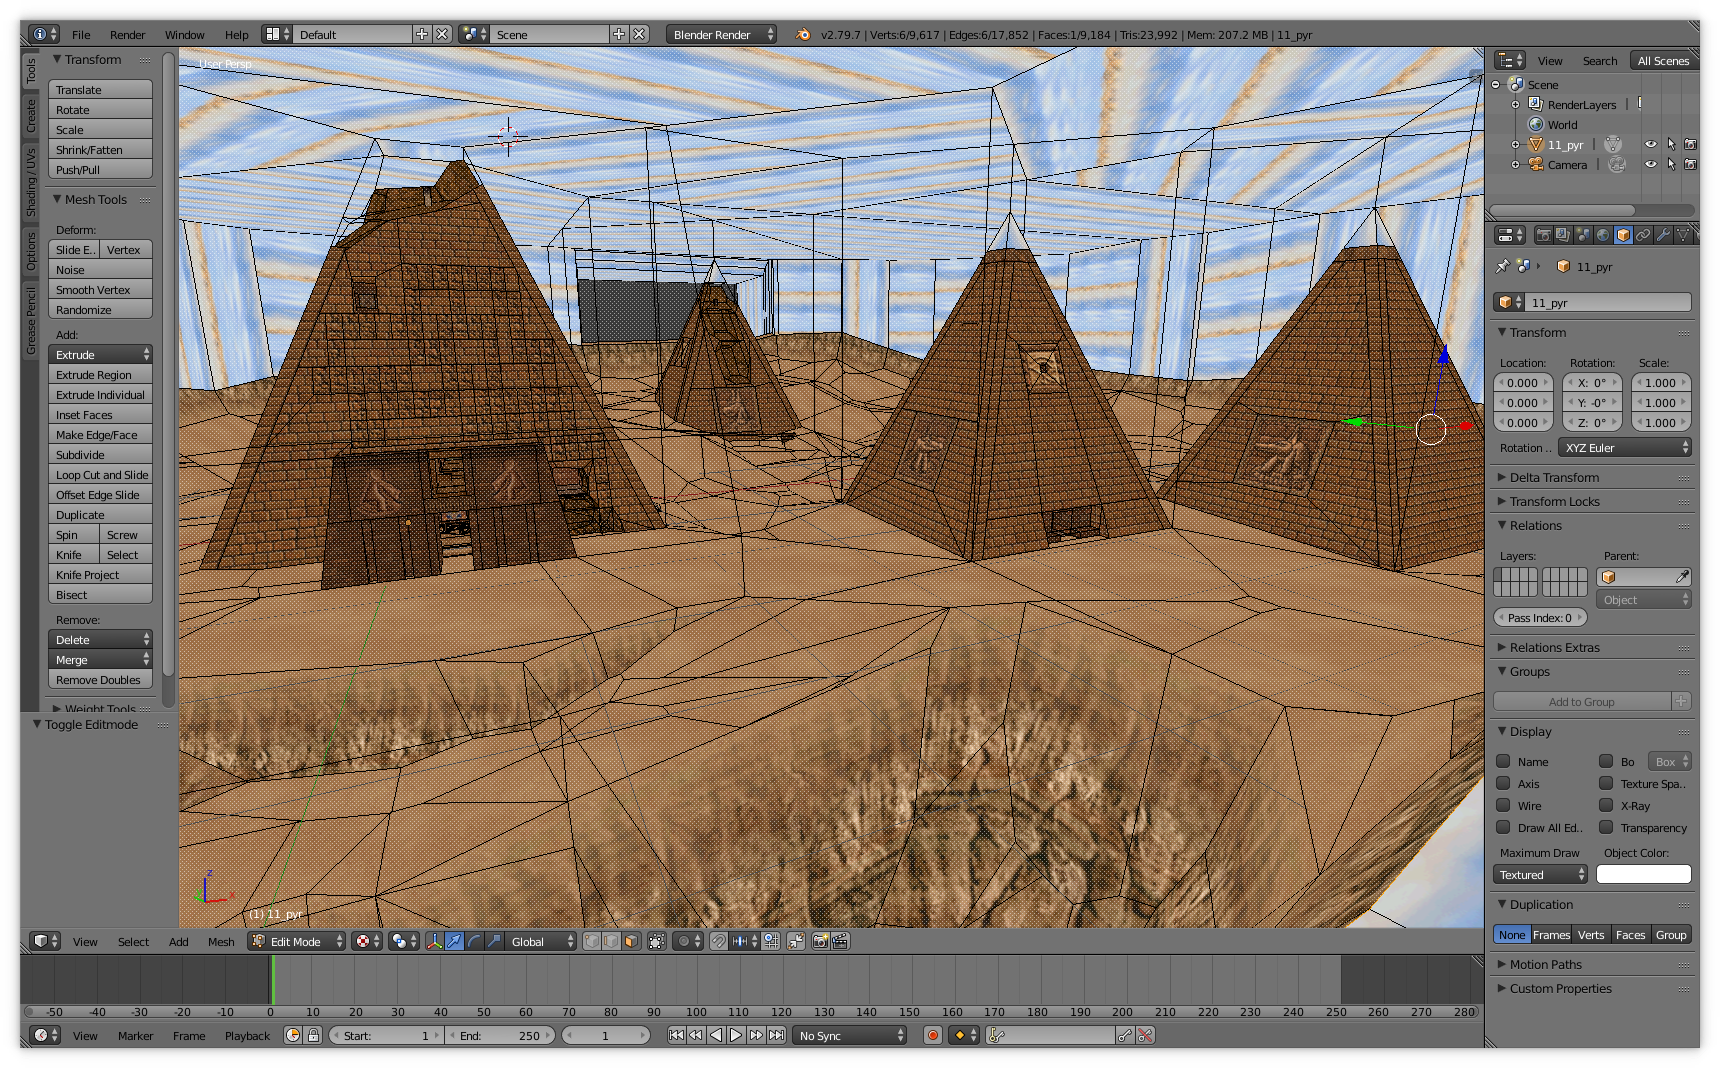 File Render Window Help Default Scene Blender Render v2.79.7 | Verts:6/9,617 | Edges:6/17,852 | Faces:1/9,184 | Tris:23,992 | Mem: 207.2 MB | 11_pyr
Tools
Create
Shading / UVs
Options
Grease Pencil
Transform
Translate
Rotate
Scale
Shrink/Fatten
Push/Pull
Mesh Tools
Deform:
Slide E.. Vertex
Noise
Smooth Vertex
Randomize
Add:
Extrude
Extrude Region
Extrude Individual
Inset Faces
Make Edge/Face
Subdivide
Loop Cut and Slide
Offset Edge Slide
Duplicate
Spin Screw
Knife Select
Knife Project
Bisect
Remove:
Delete
Merge
Remove Doubles
Weight Tools
Toggle Editmode
User Persp
z
x
(1) 11_pyr
View Select Add Mesh Edit Mode Global
-50 -40 -30 -20 -10 0 10 20 30 40 50 60 70 80 90 100 110 120 130 140 150 160 170 180 190 200 210 220 230 240 250 260 270 280
View Marker Frame Playback Start: 1 End: 250 1 No Sync
View Search All Scenes
Scene
RenderLayers |
World
11_pyr |
Camera |
11_pyr
11_pyr
Transform
Location: Rotation: Scale:
0.000 X: 0° 1.000
0.000 Y: -0° 1.000
0.000 Z: 0° 1.000
Rotation .. XYZ Euler
Delta Transform
Transform Locks
Relations
Layers: Parent:
Object
Pass Index: 0
Relations Extras
Groups
Add to Group
Display
Name Bo Box
Axis Texture Spa..
Wire X-Ray
Draw All Ed.. Transparency
Maximum Draw Object Color:
Textured
Duplication
None Frames Verts Faces Group
Motion Paths
Custom Properties